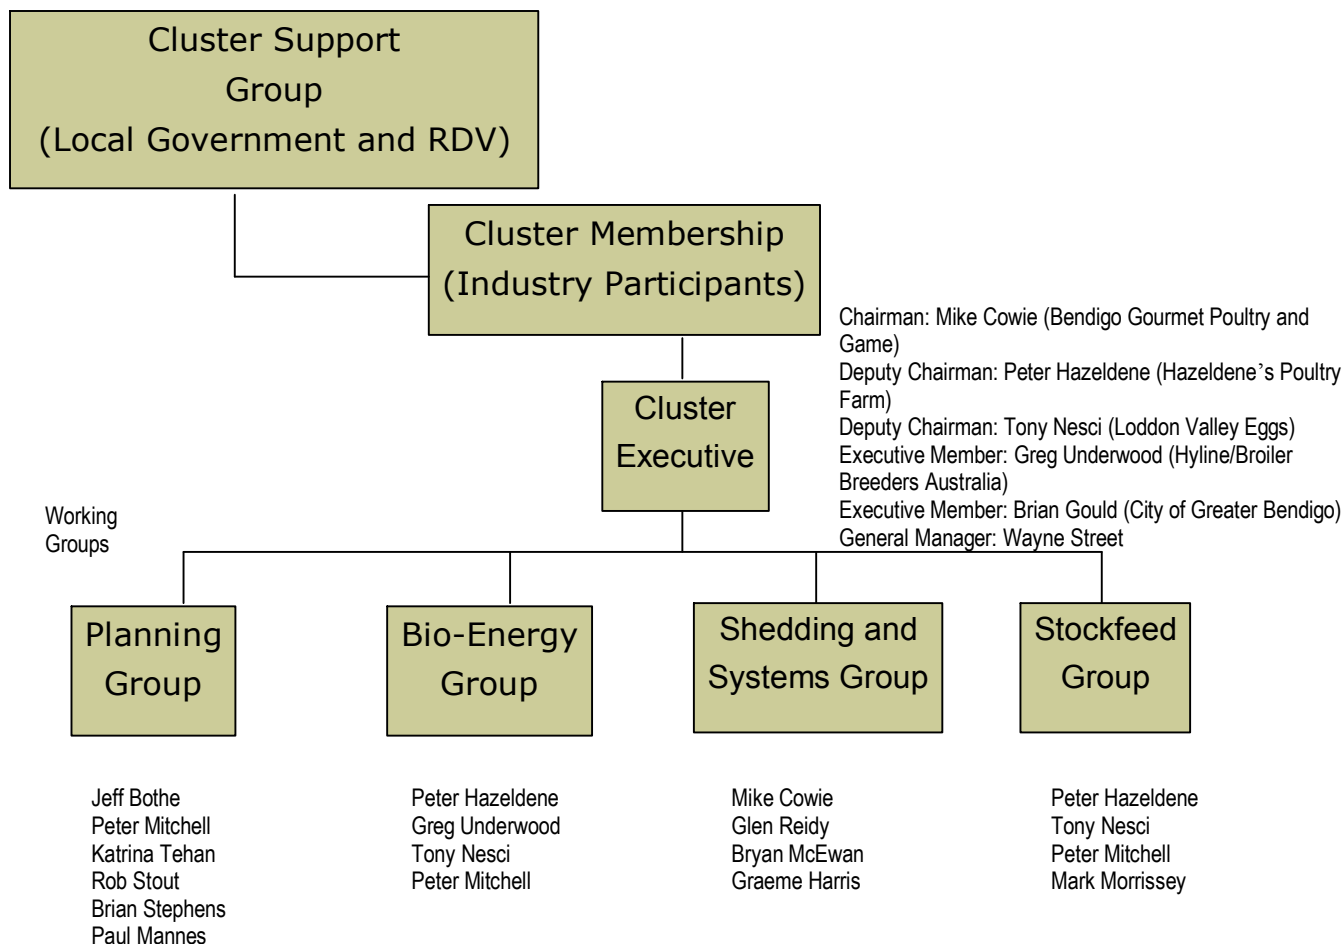 Cluster Support
Group
(Local Government and RDV)
Cluster Membership
(Industry Participants)
Chairman: Mike Cowie (Bendigo Gourmet Poultry and
Game)
Deputy Chairman: Peter Hazeldene (Hazeldene’s Poultry
Farm)
Deputy Chairman: Tony Nesci (Loddon Valley Eggs)
Executive Member: Greg Underwood (Hyline/Broiler
Breeders Australia)
Executive Member: Brian Gould (City of Greater Bendigo)
General Manager: Wayne Street
Cluster
Executive
Working
Groups
Planning
Group
Bio-Energy
Group
Shedding and
Systems Group
Stockfeed
Group
Jeff Bothe
Peter Mitchell
Katrina Tehan
Rob Stout
Brian Stephens
Paul Mannes
Peter Hazeldene
Greg Underwood
Tony Nesci
Peter Mitchell
Mike Cowie
Glen Reidy
Bryan McEwan
Graeme Harris
Peter Hazeldene
Tony Nesci
Peter Mitchell
Mark Morrissey